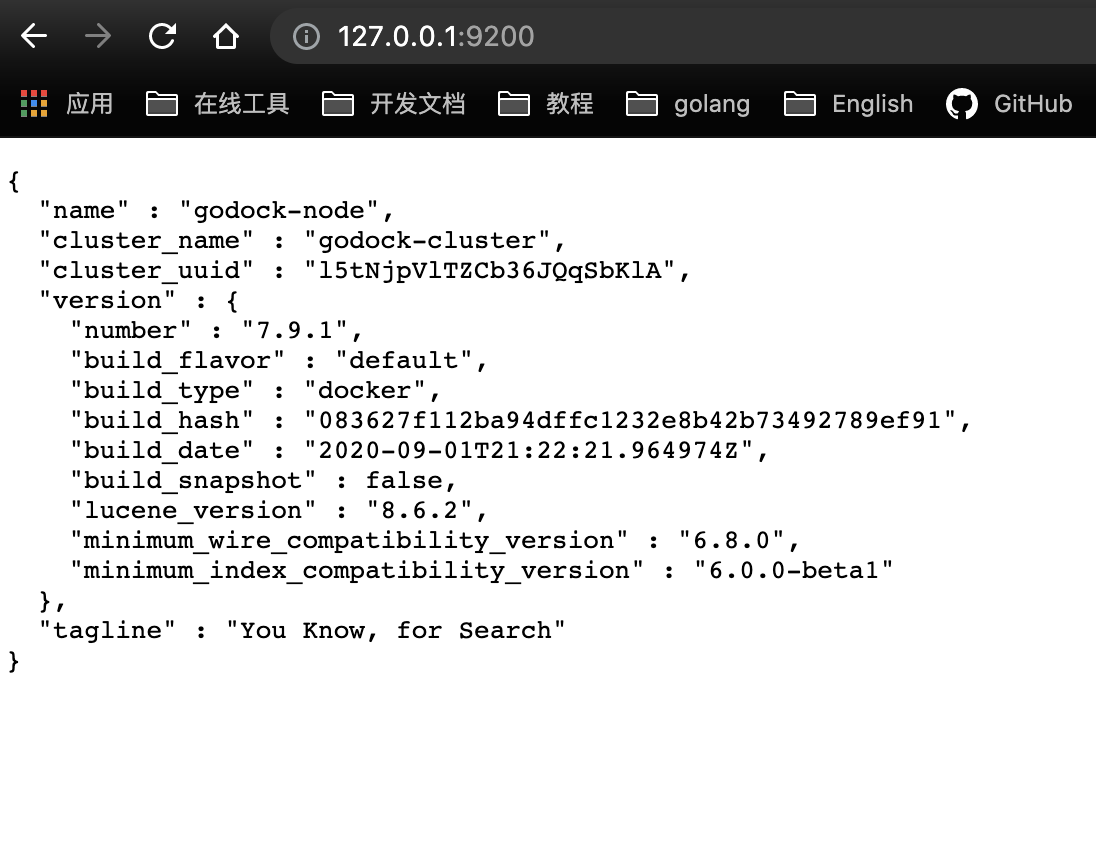 127.0.0.1:9200
应用 在线工具 开发文档 教程 golang English GitHub
{
  "name" : "godock-node",
  "cluster_name" : "godock-cluster",
  "cluster_uuid" : "l5tNjpVlTZCb36JQqSbKlA",
  "version" : {
    "number" : "7.9.1",
    "build_flavor" : "default",
    "build_type" : "docker",
    "build_hash" : "083627f112ba94dffc1232e8b42b73492789ef91",
    "build_date" : "2020-09-01T21:22:21.964974Z",
    "build_snapshot" : false,
    "lucene_version" : "8.6.2",
    "minimum_wire_compatibility_version" : "6.8.0",
    "minimum_index_compatibility_version" : "6.0.0-beta1"
  },
  "tagline" : "You Know, for Search"
}